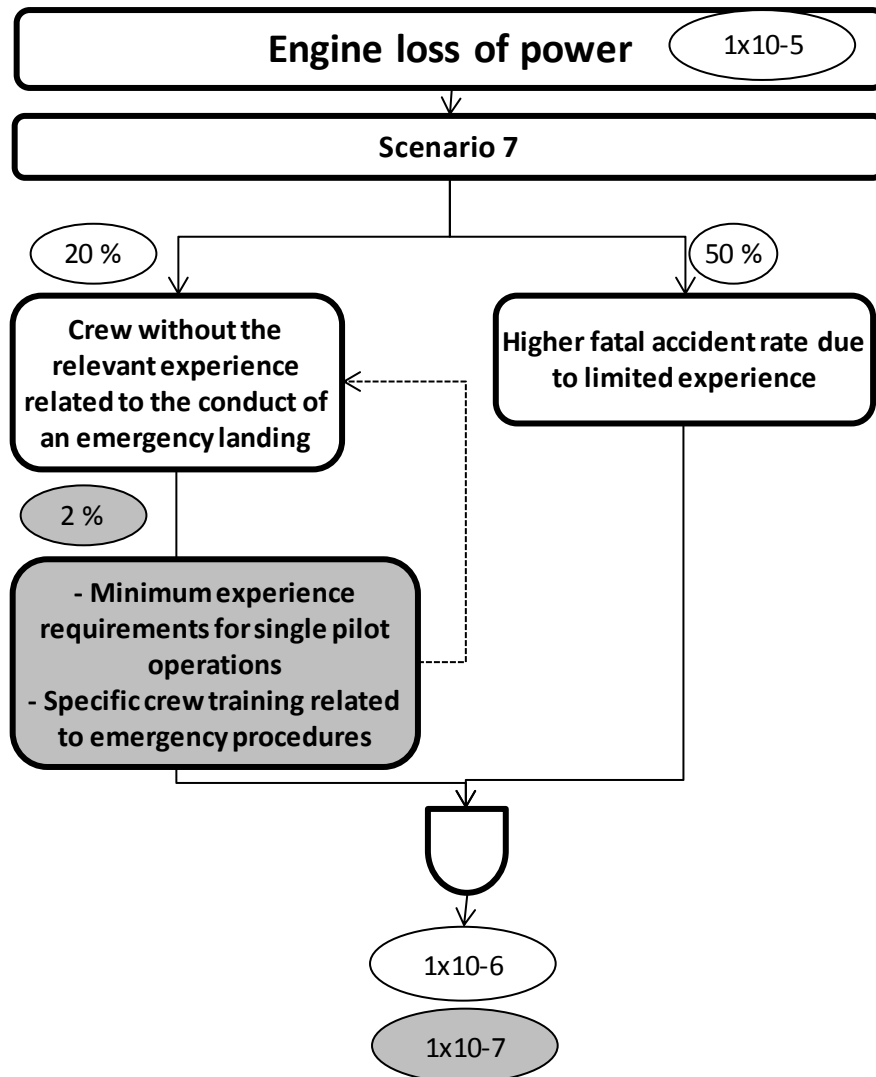 Engine loss of power
1x10-5
Scenario 7
20 %
50 %
Crew without the
relevant experience
related to the conduct of
an emergency landing
Higher fatal accident rate due
to limited experience
2 %
- Minimum experience
requirements for single pilot
operations
- Specific crew training related
to emergency procedures
1x10-6
1x10-7